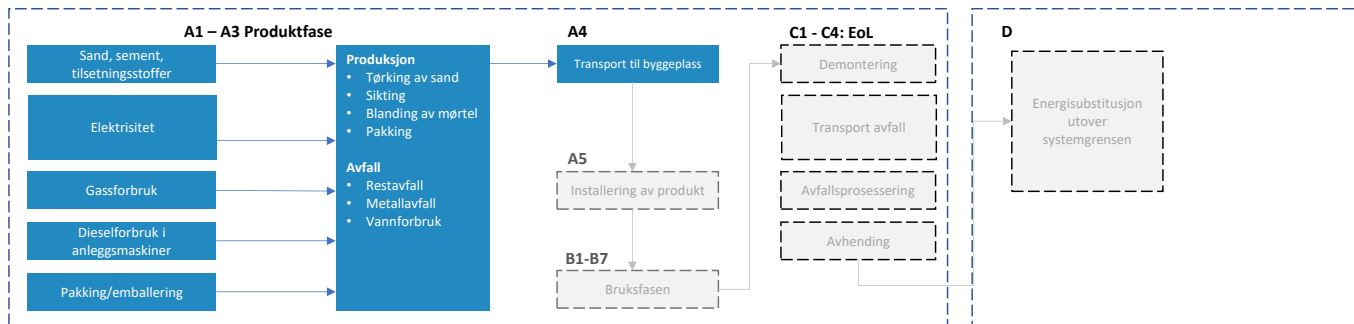 A1 – A3 Produktfase
Sand, sement,
tilsetningsstoffer
Elektrisitet
Gassforbruk
Dieselforbruk i
anleggsmaskiner
Pakking/emballering
Produksjon
• Tørking av sand
• Sikting
• Blanding av mørtel
• Pakking
Avfall
• Restavfall
• Metallavfall
• Vannforbruk
A4
Transport til byggeplass
A5
Installering av produkt
B1-B7
Bruksfasen
C1 - C4: EoL
Demontering
Transport avfall
Avfallsprosessering
Avhending
D
Energisubstitusjon
utover
systemgrensen